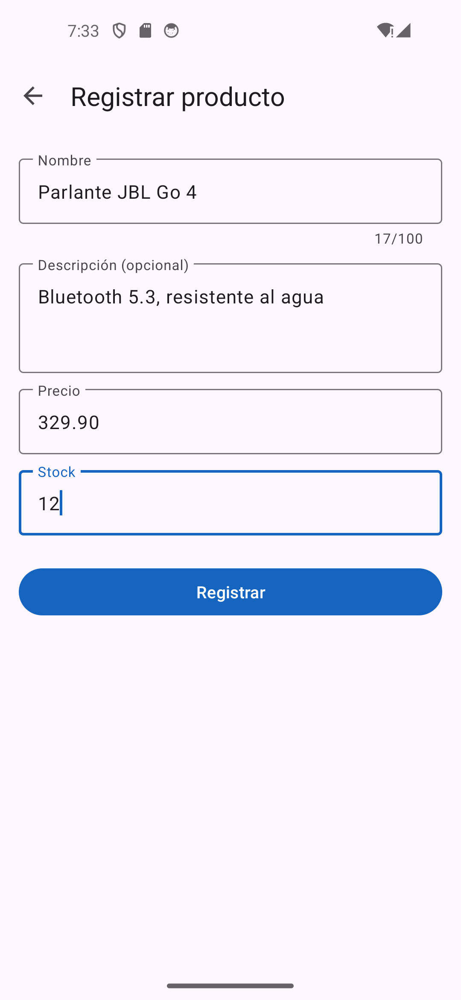 7:33
Registrar producto
Nombre
Parlante JBL Go 4
17/100
Descripción (opcional)
Bluetooth 5.3, resistente al agua
Precio
329.90
Stock
12
Registrar